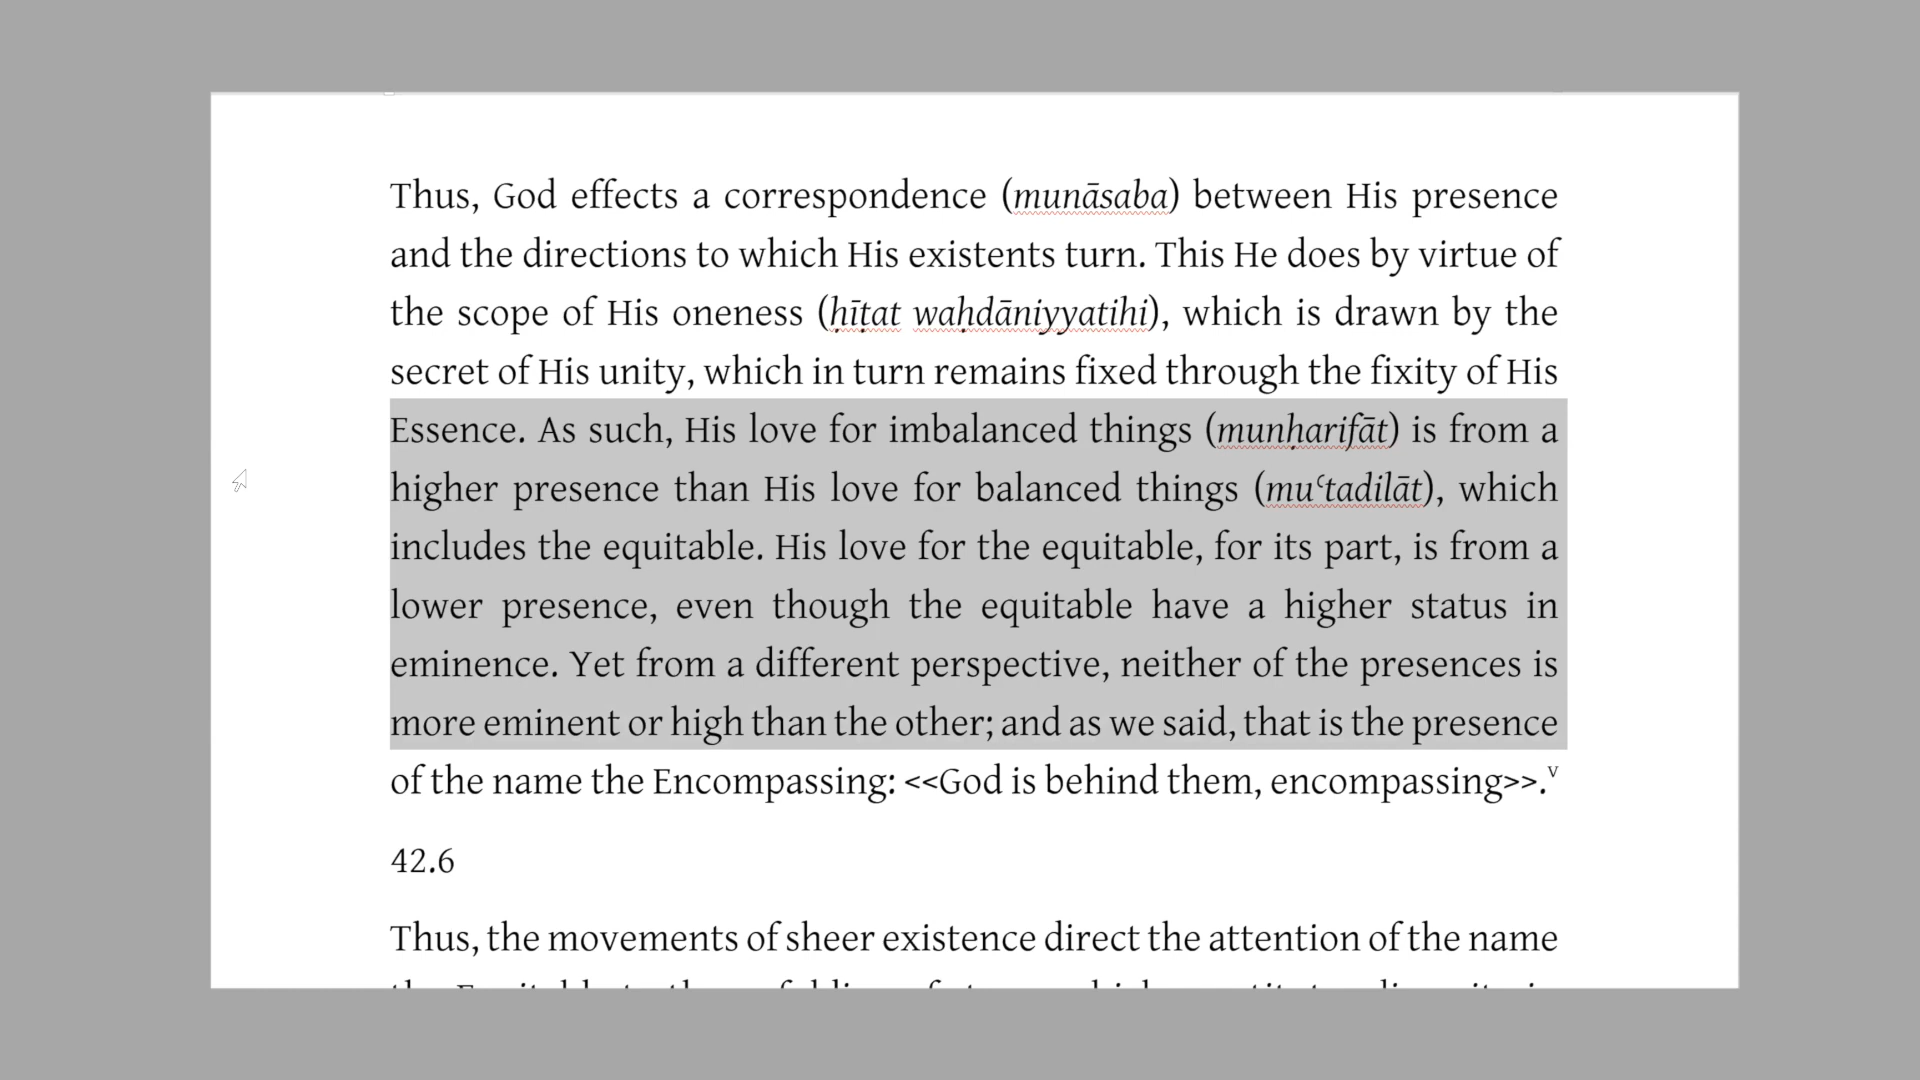 Thus, God effects a correspondence (munāsaba) between His presence
and the directions to which His existents turn. This He does by virtue of
the scope of His oneness (ḥīṭat waḥdāniyyatihi), which is drawn by the
secret of His unity, which in turn remains fixed through the fixity of His
Essence. As such, His love for imbalanced things (munḥarifāt) is from a
higher presence than His love for balanced things (muʿtadilāt), which
includes the equitable. His love for the equitable, for its part, is from a
lower presence, even though the equitable have a higher status in
eminence. Yet from a different perspective, neither of the presences is
more eminent or high than the other; and as we said, that is the presence
of the name the Encompassing: <<God is behind them, encompassing>>.v
42.6
Thus, the movements of sheer existence direct the attention of the name